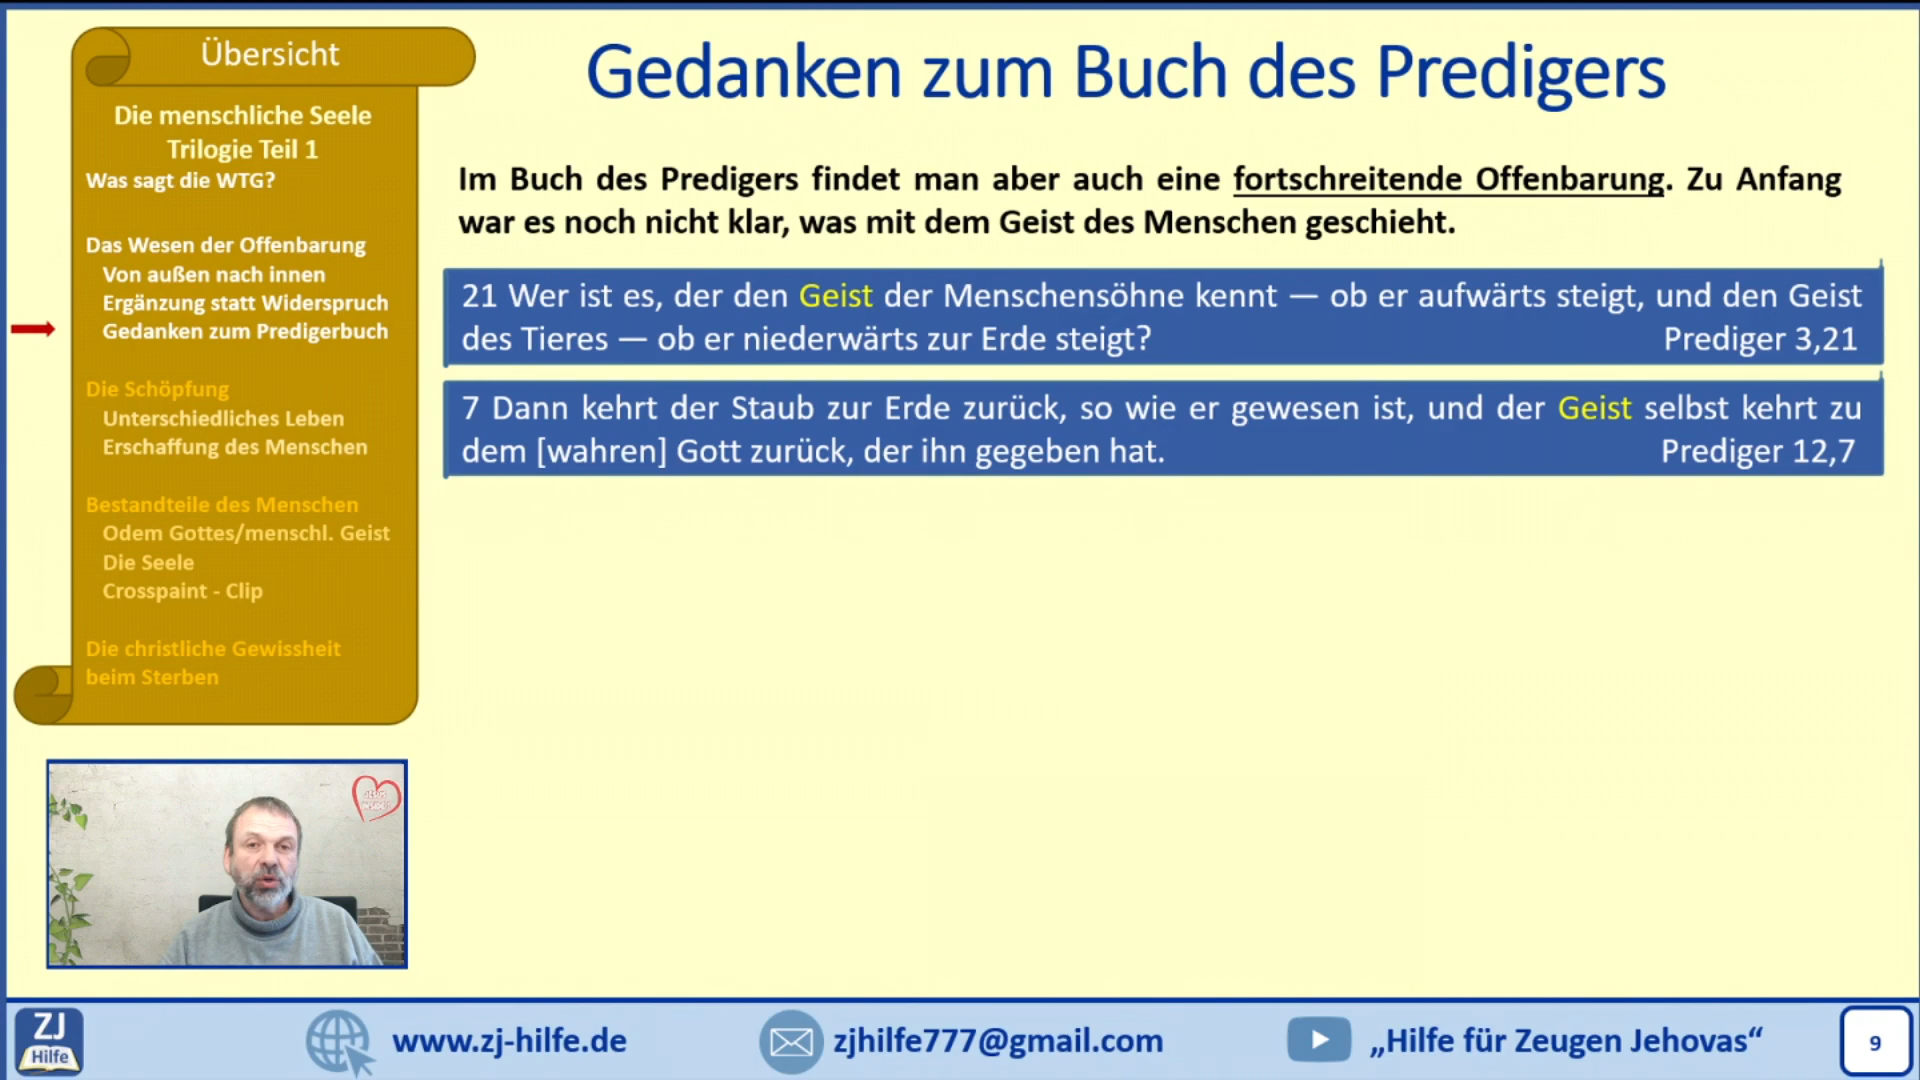 Übersicht
Die menschliche Seele
Trilogie Teil 1
Was sagt die WTG?
Das Wesen der Offenbarung
Von außen nach innen
Ergänzung statt Widerspruch
Gedanken zum Predigerbuch
Die Schöpfung
Unterschiedliches Leben
Erschaffung des Menschen
Bestandteile des Menschen
Odem Gottes/menschl. Geist
Die Seele
Crosspaint - Clip
Die christliche Gewissheit
beim Sterben
Gedanken zum Buch des Predigers
Im Buch des Predigers findet man aber auch eine fortschreitende Offenbarung. Zu Anfang
war es noch nicht klar, was mit dem Geist des Menschen geschieht.
21 Wer ist es, der den Geist der Menschensöhne kennt — ob er aufwärts steigt, und den Geist
des Tieres — ob er niederwärts zur Erde steigt? Prediger 3,21
7 Dann kehrt der Staub zur Erde zurück, so wie er gewesen ist, und der Geist selbst kehrt zu
dem [wahren] Gott zurück, der ihn gegeben hat. Prediger 12,7
JESUS
ZJ
Hilfe
www.zj-hilfe.de
zjhilfe777@gmail.com
„Hilfe für Zeugen Jehovas“
9